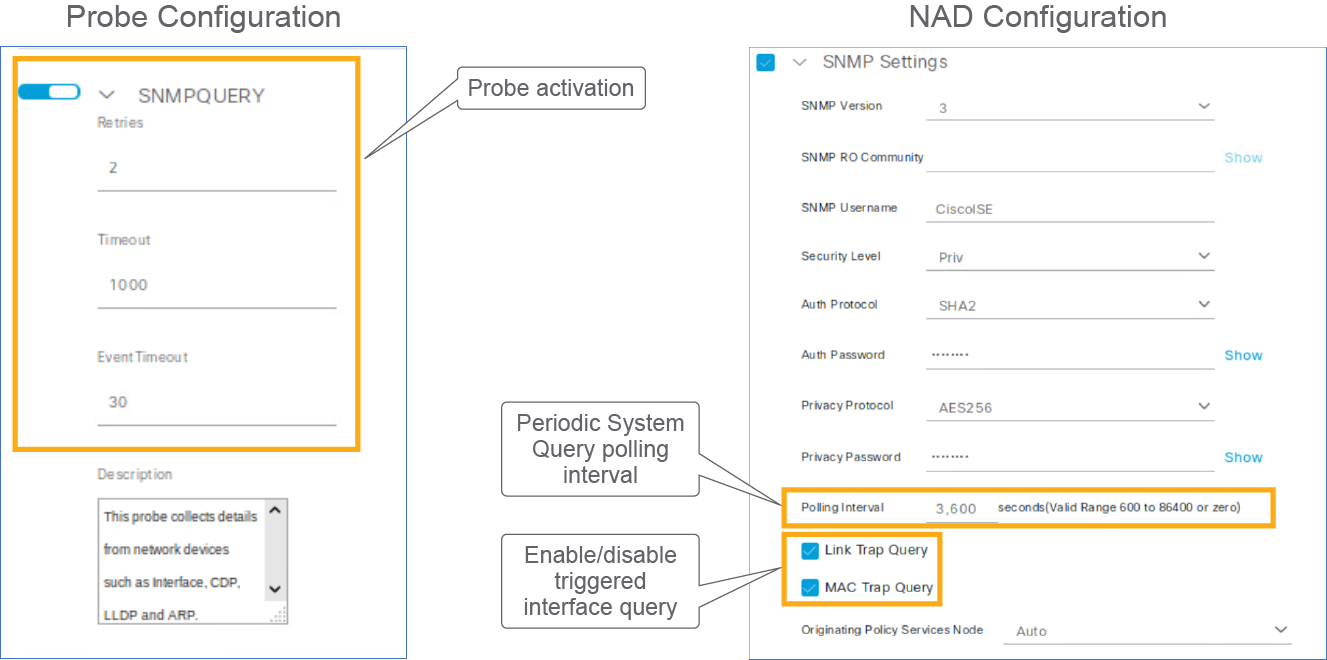 Probe Configuration
SNMPQUERY
Retries
2
Timeout
1000
EventTimeout
30
Description
This probe collects details
from network devices
such as Interface, CDP,
LLDP and ARP.
Probe activation
Periodic System
Query polling
interval
Enable/disable
triggered
interface query
NAD Configuration
SNMP Settings
SNMP Version 3
SNMP RO Community Show
SNMP Username CiscoISE
Security Level Priv
Auth Protocol SHA2
Auth Password ········ Show
Privacy Protocol AES256
Privacy Password ········ Show
Polling Interval 3,600 seconds(Valid Range 600 to 86400 or zero)
Link Trap Query
MAC Trap Query
Originating Policy Services Node Auto